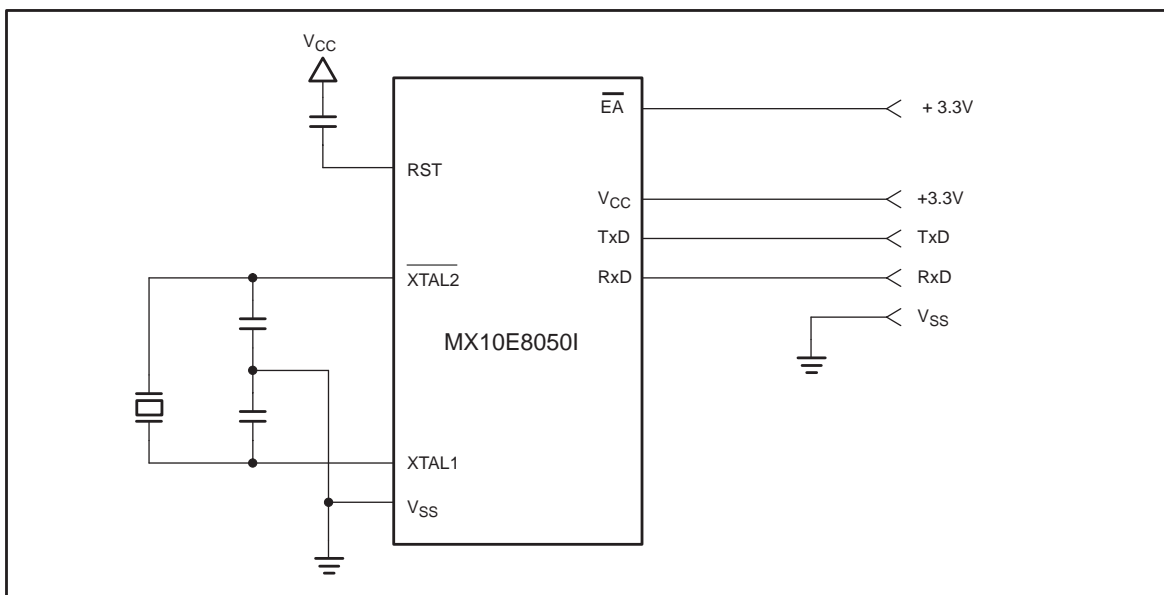 VCC
EA
+ 3.3V
RST
VCC
+3.3V
TxD
TxD
XTAL2
RxD
RxD
VSS
MX10E8050I
XTAL1
VSS